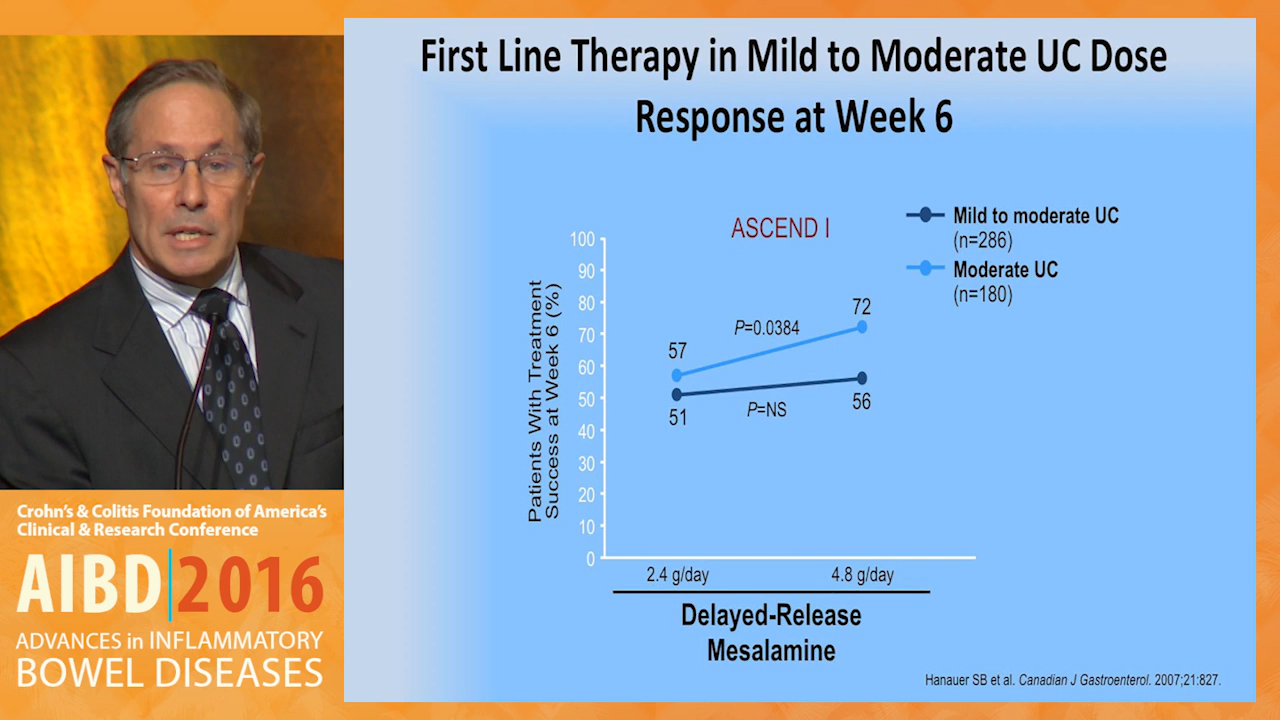 First Line Therapy in Mild to Moderate UC Dose
Response at Week 6
ASCEND I
Mild to moderate UC
(n=286)
Moderate UC
(n=180)
Patients With Treatment
Success at Week 6 (%)
100
90
80
70
60
50
40
30
20
10
0
57
P=0.0384
72
51
P=NS
56
2.4 g/day
4.8 g/day
Delayed-Release
Mesalamine
Hanauer SB et al. Canadian J Gastroenterol. 2007;21:827.
Crohn's & Colitis Foundation of America's
Clinical & Research Conference
AIBD|2016
ADVANCES in INFLAMMATORY
BOWEL DISEASES